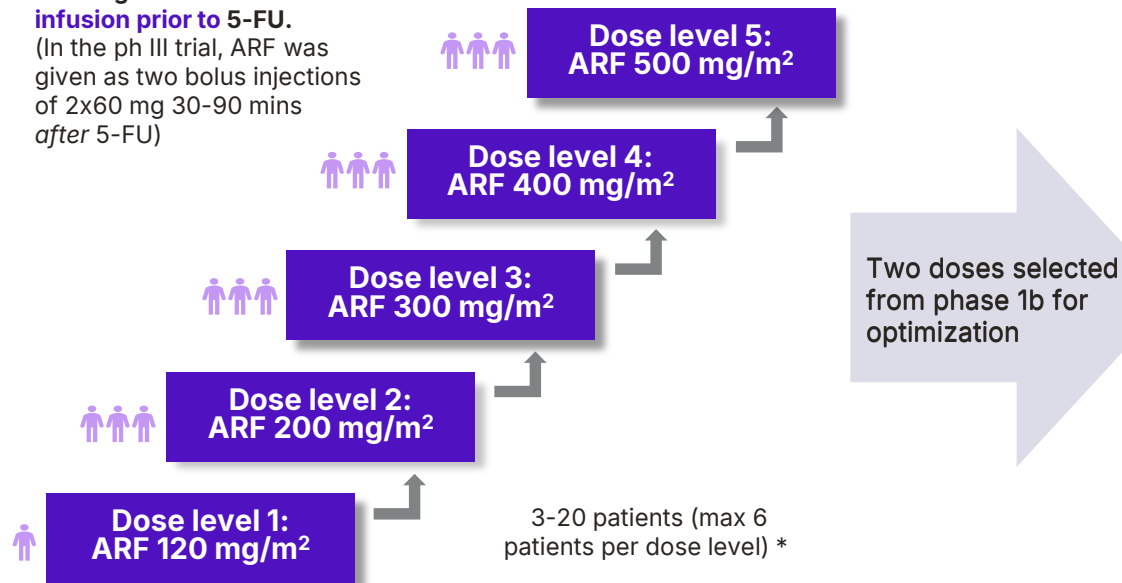 infusion prior to 5-FU.
(In the ph III trial, ARF was
given as two bolus injections
of 2x60 mg 30-90 mins
after 5-FU)
Dose level 5:
ARF 500 mg/m²
Dose level 4:
ARF 400 mg/m²
Dose level 3:
ARF 300 mg/m²
Dose level 2:
ARF 200 mg/m²
Dose level 1:
ARF 120 mg/m²
3-20 patients (max 6
patients per dose level) *
Two doses selected
from phase 1b for
optimization